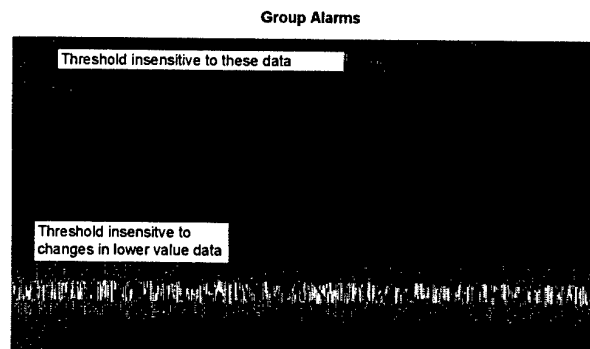 Group Alarms
Threshold insensitive to these data
Threshold insensitve to
changes in lower value data